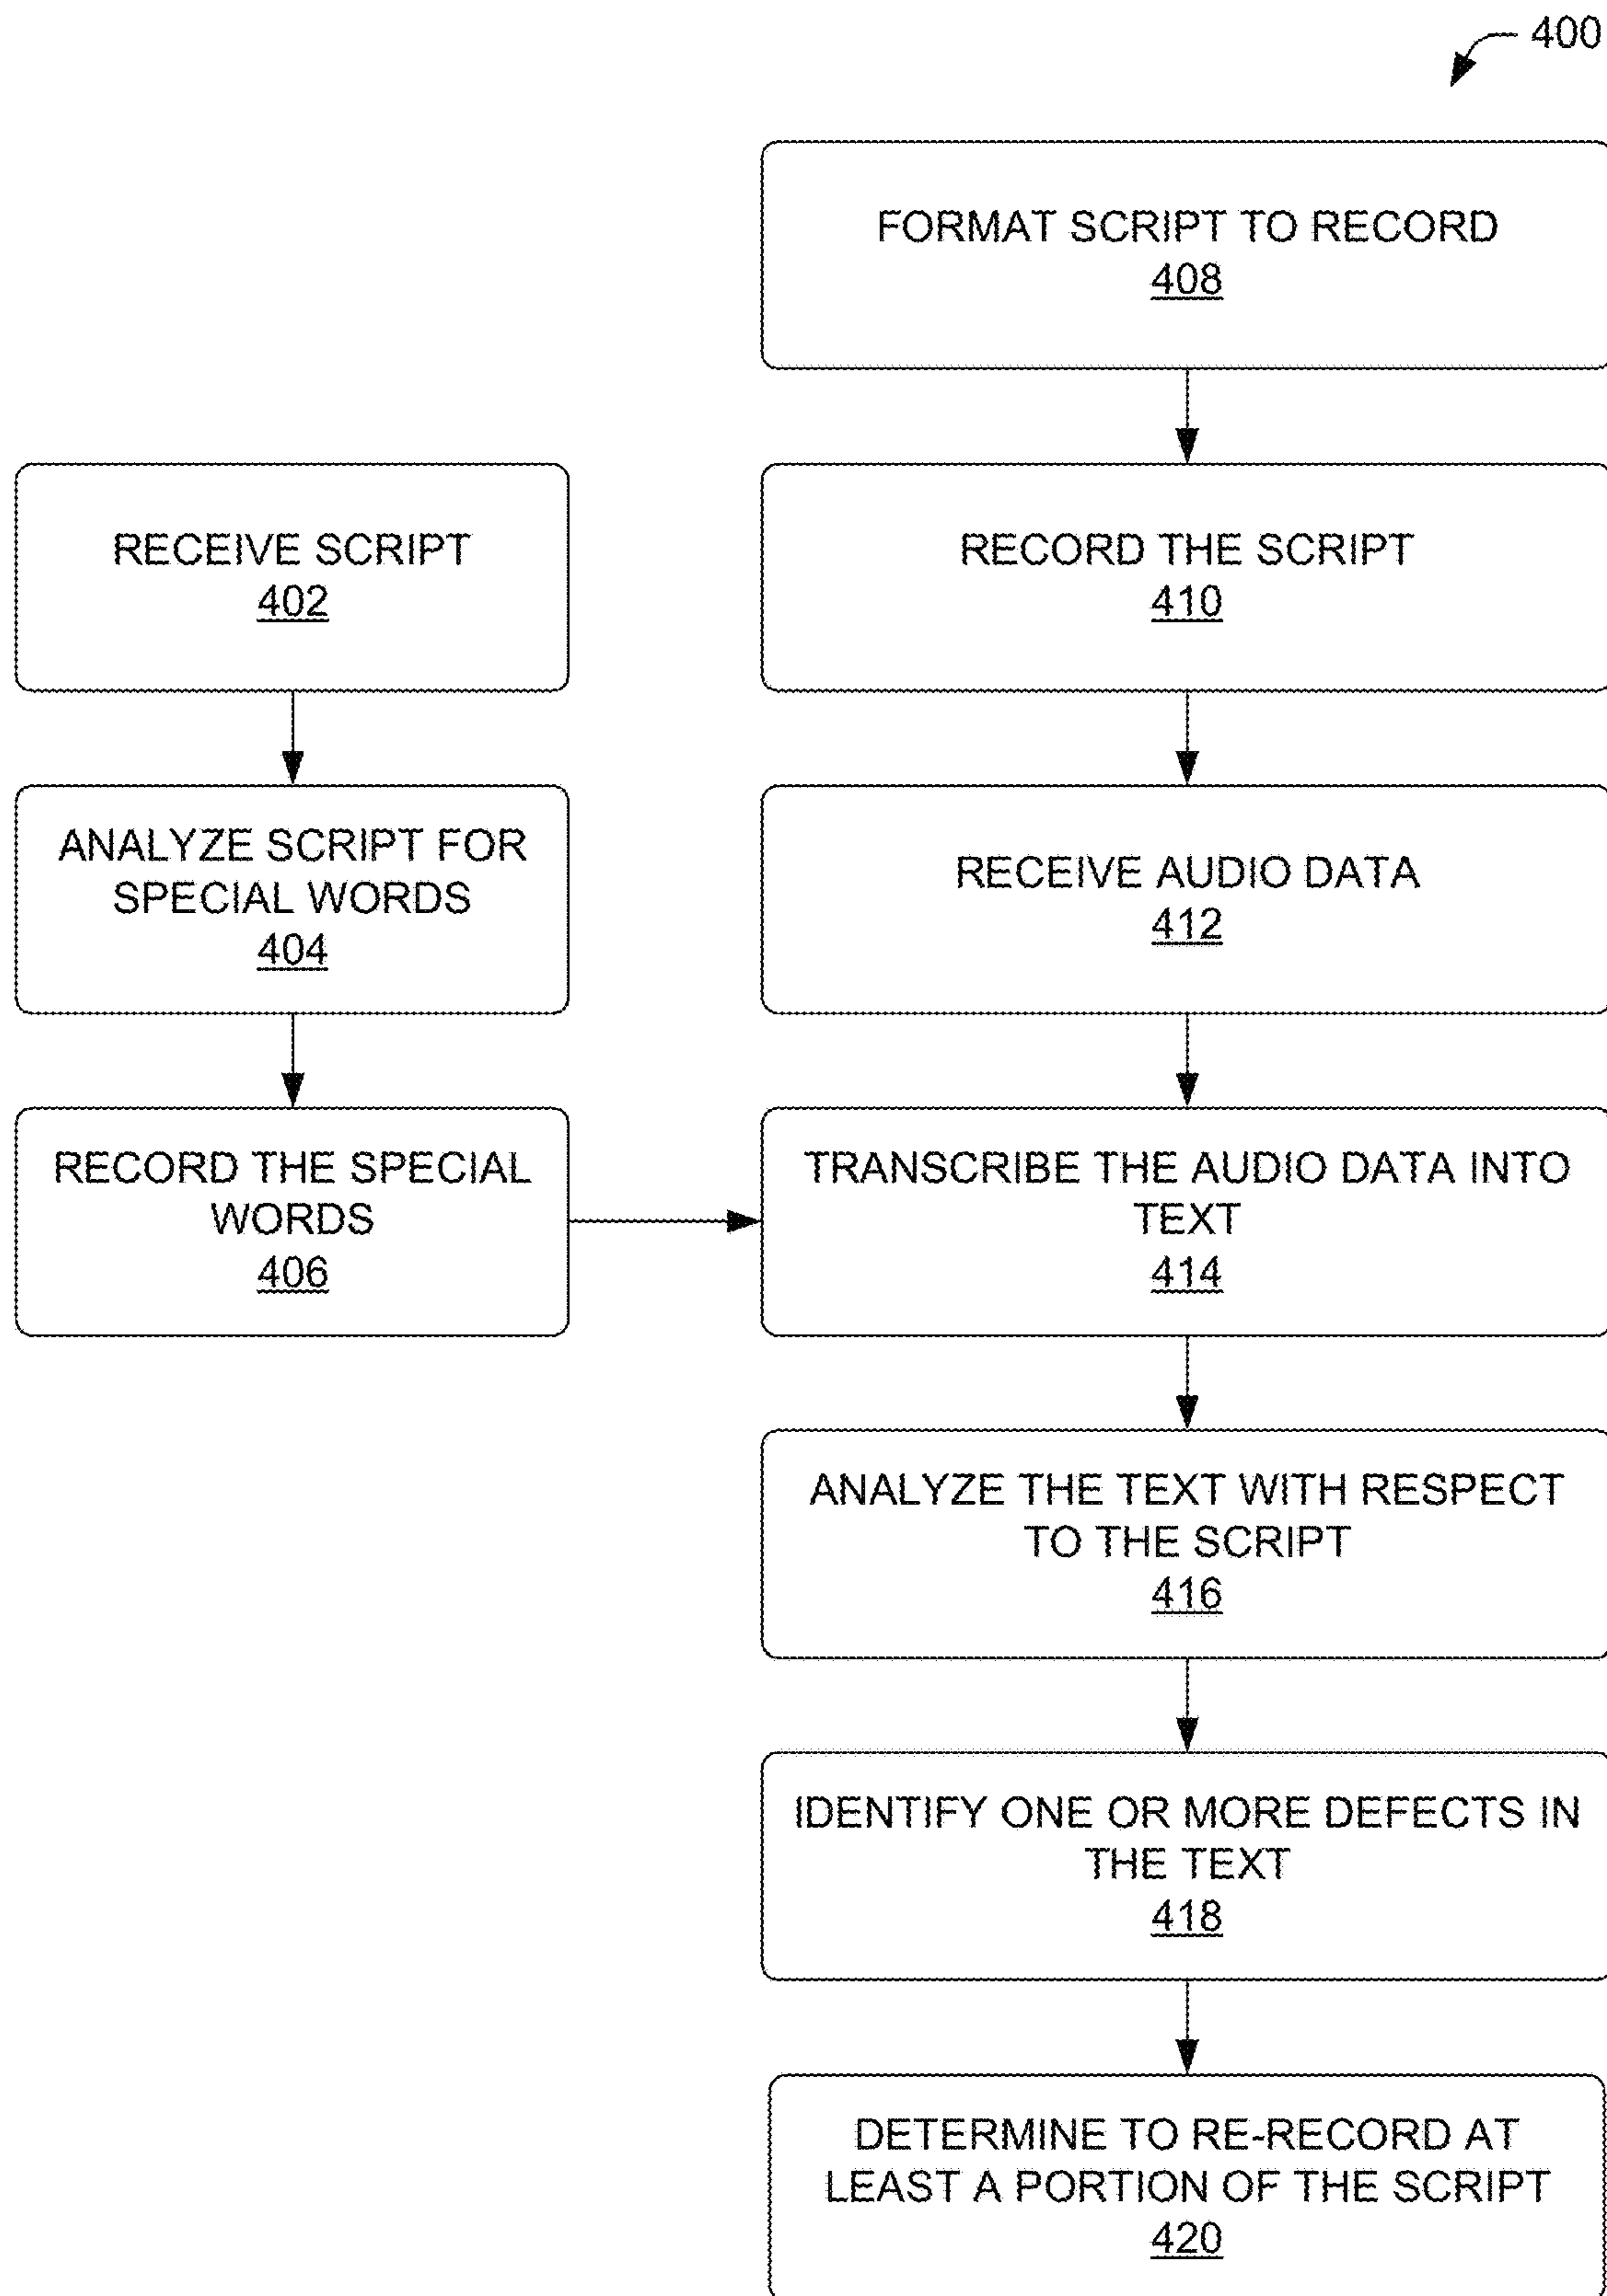 400
FORMAT SCRIPT TO RECORD
408
RECEIVE SCRIPT
402
RECORD THE SCRIPT
410
ANALYZE SCRIPT FOR
SPECIAL WORDS
404
RECEIVE AUDIO DATA
412
RECORD THE SPECIAL
WORDS
406
TRANSCRIBE THE AUDIO DATA INTO
TEXT
414
ANALYZE THE TEXT WITH RESPECT
TO THE SCRIPT
416
IDENTIFY ONE OR MORE DEFECTS IN
THE TEXT
418
DETERMINE TO RE-RECORD AT
LEAST A PORTION OF THE SCRIPT
420